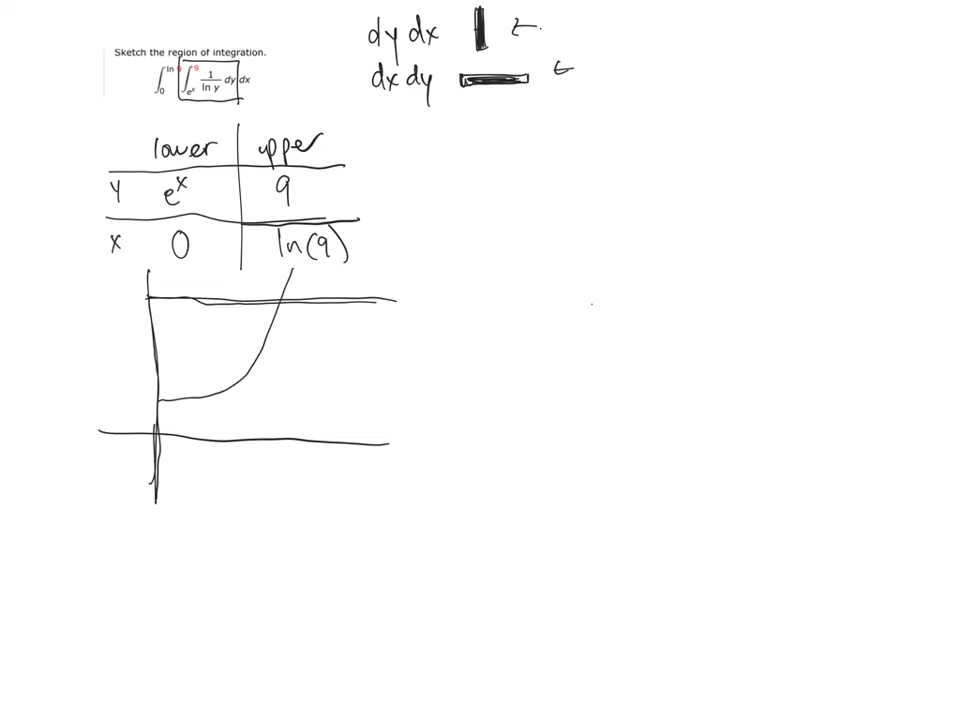 dy dx ←
dx dy ←
Sketch the region of integration.
∫_0^{ln 9} ∫_{e^x}^9 1/(ln y) dy dx
lower upper
y e^x 9
x 0 ln(9)